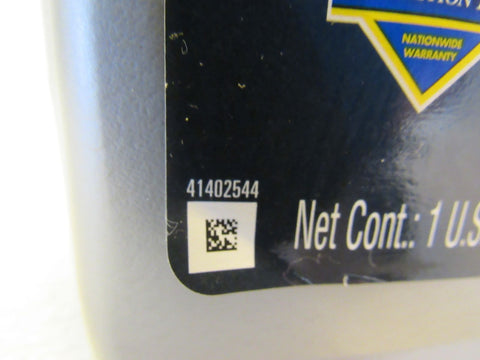 NATIONWIDE
WARRANTY
41402544
Net Cont.: 1 U.S